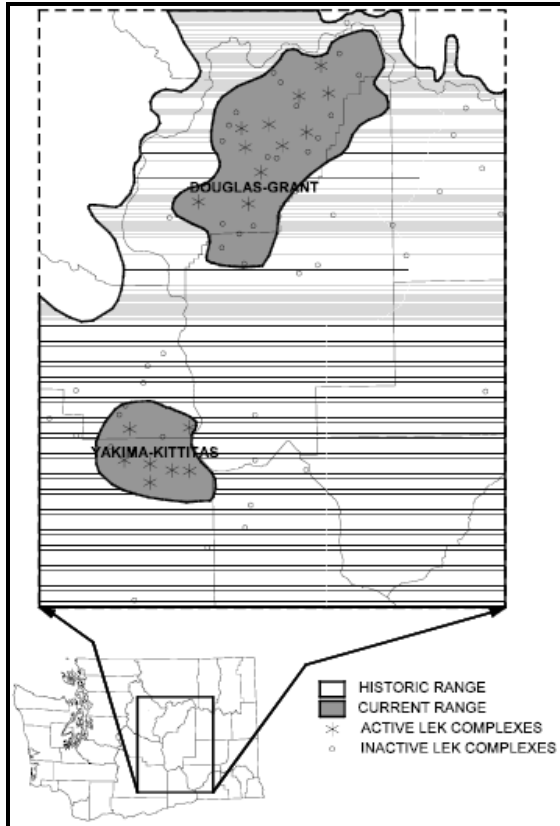 DOUGLAS-GRANT
YAKIMA-KITTITAS
HISTORIC RANGE
CURRENT RANGE
ACTIVE LEK COMPLEXES
INACTIVE LEK COMPLEXES